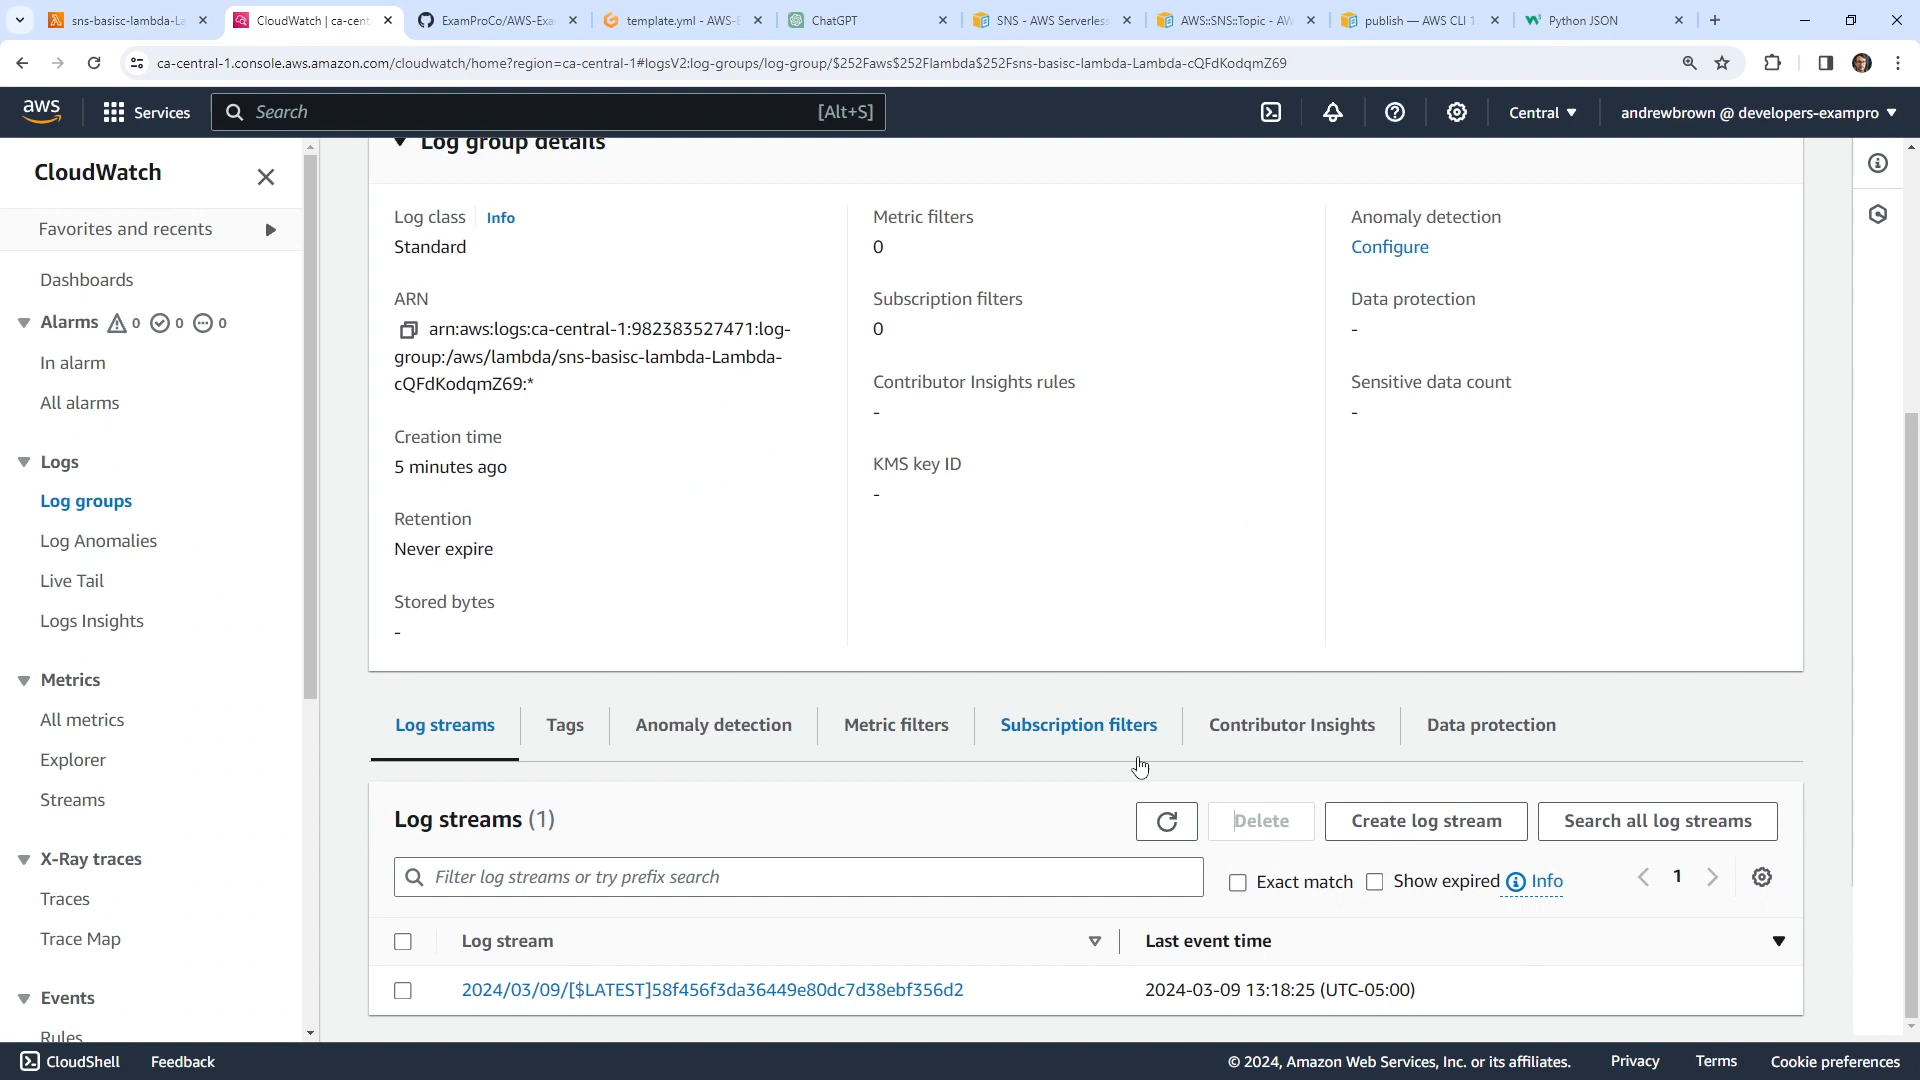 sns-basisc-lambda-La
CloudWatch | ca-cent
ExamProCo/AWS-Exa
template.yml - AWS-E
ChatGPT
SNS - AWS Serverless
AWS::SNS::Topic - AW
publish — AWS CLI 1
Python JSON
ca-central-1.console.aws.amazon.com/cloudwatch/home?region=ca-central-1#logsV2:log-groups/log-group/$252Faws$252Flambda$252Fsns-basisc-lambda-Lambda-cQFdKodqmZ69
aws
Services
Search
[Alt+S]
Central
andrewbrown @ developers-exampro
CloudWatch
Favorites and recents
Dashboards
Alarms 0 0 0
In alarm
All alarms
Logs
Log groups
Log Anomalies
Live Tail
Logs Insights
Metrics
All metrics
Explorer
Streams
X-Ray traces
Traces
Trace Map
Events
Rules
Log group details
Log class Info
Standard
ARN
arn:aws:logs:ca-central-1:982383527471:log-
group:/aws/lambda/sns-basisc-lambda-Lambda-
cQFdKodqmZ69:*
Creation time
5 minutes ago
Retention
Never expire
Stored bytes
-
Metric filters
0
Subscription filters
0
Contributor Insights rules
-
KMS key ID
-
Anomaly detection
Configure
Data protection
-
Sensitive data count
-
Log streams
Tags
Anomaly detection
Metric filters
Subscription filters
Contributor Insights
Data protection
Log streams (1)
Delete
Create log stream
Search all log streams
Filter log streams or try prefix search
Exact match
Show expired
Info
1
Log stream
Last event time
2024/03/09/[$LATEST]58f456f3da36449e80dc7d38ebf356d2
2024-03-09 13:18:25 (UTC-05:00)
CloudShell
Feedback
© 2024, Amazon Web Services, Inc. or its affiliates.
Privacy
Terms
Cookie preferences